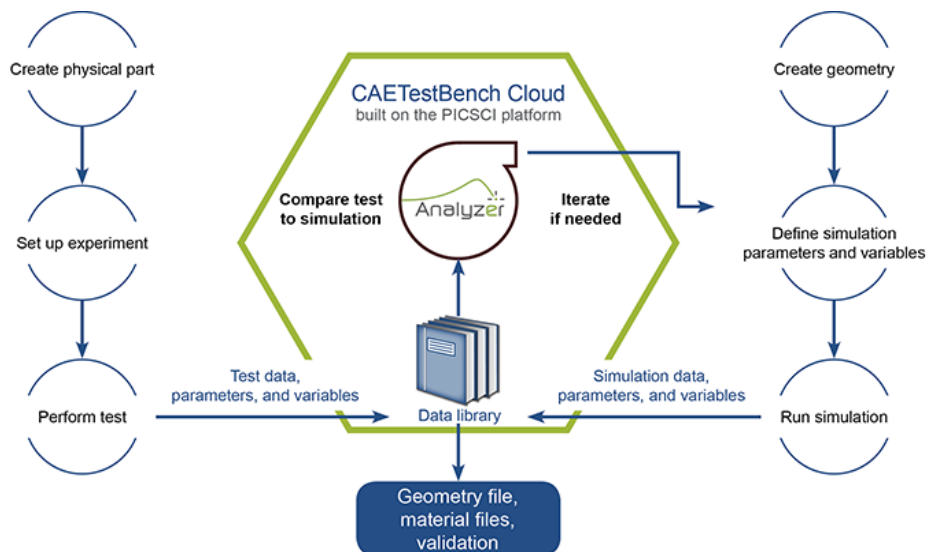 Create physical part
Set up experiment
Perform test
CAETestBench Cloud
built on the PICSCI platform
Compare test
to simulation
Analyzer
Iterate
if needed
Test data,
parameters, and variables
Data library
Simulation data,
parameters, and variables
Geometry file,
material files,
validation
Create geometry
Define simulation
parameters and variables
Run simulation